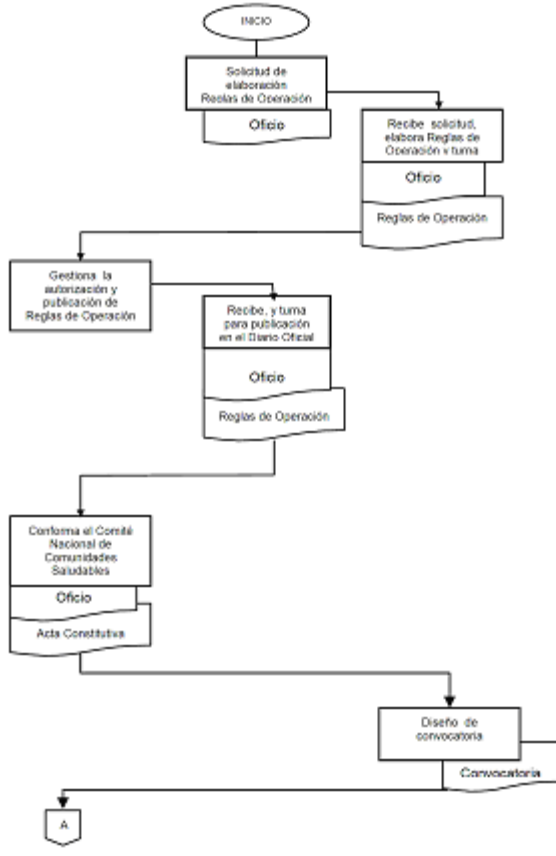 INICIO
Solicitud de
elaboración
Reglas de Operación
Oficio
Recibe solicitud,
elabora Reglas de
Operación y turna
Oficio
Reglas de Operación
Gestiona la
autorización y
publicación de
Reglas de Operación
Recibe, y turna
para publicación
en el Diario Oficial
Oficio
Reglas de Operación
Conforma el Comité
Nacional de
Comunidades
Saludables
Oficio
Acta Constitutiva
Diseño de
convocatoria
Convocatoria
A